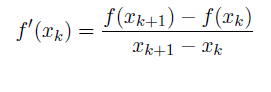 f′(x_k) = \frac{f(x_{k+1}) − f(x_k)}{x_{k+1} − x_k}